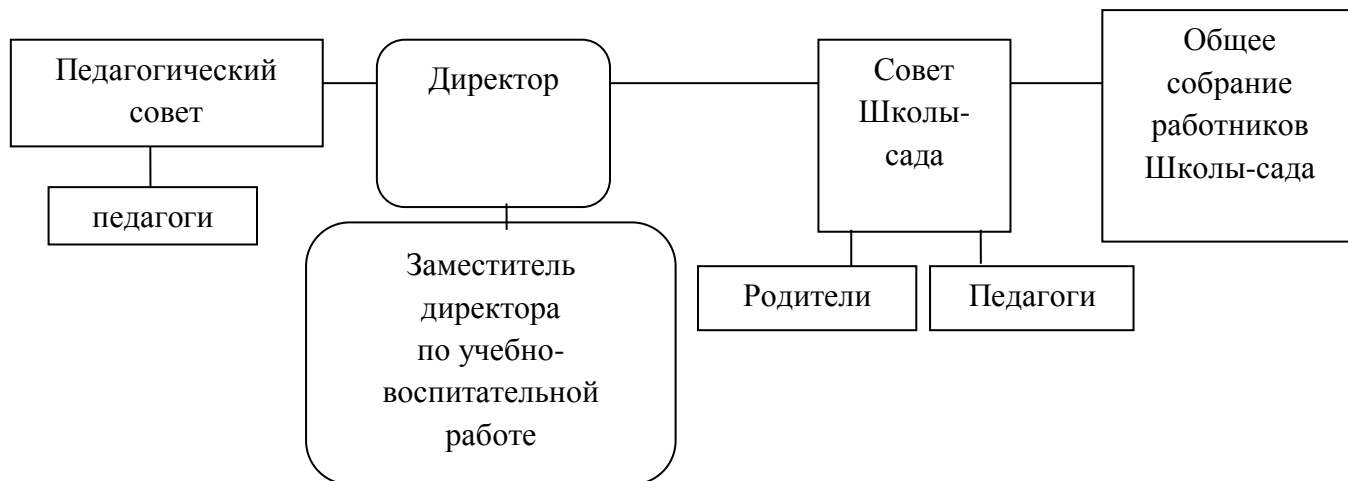 Педагогический
совет
педагоги
Директор
Заместитель
директора
по учебно-
воспитательной
работе
Совет
Школы-
сада
Родители
Педагоги
Общее
собрание
работников
Школы-сада